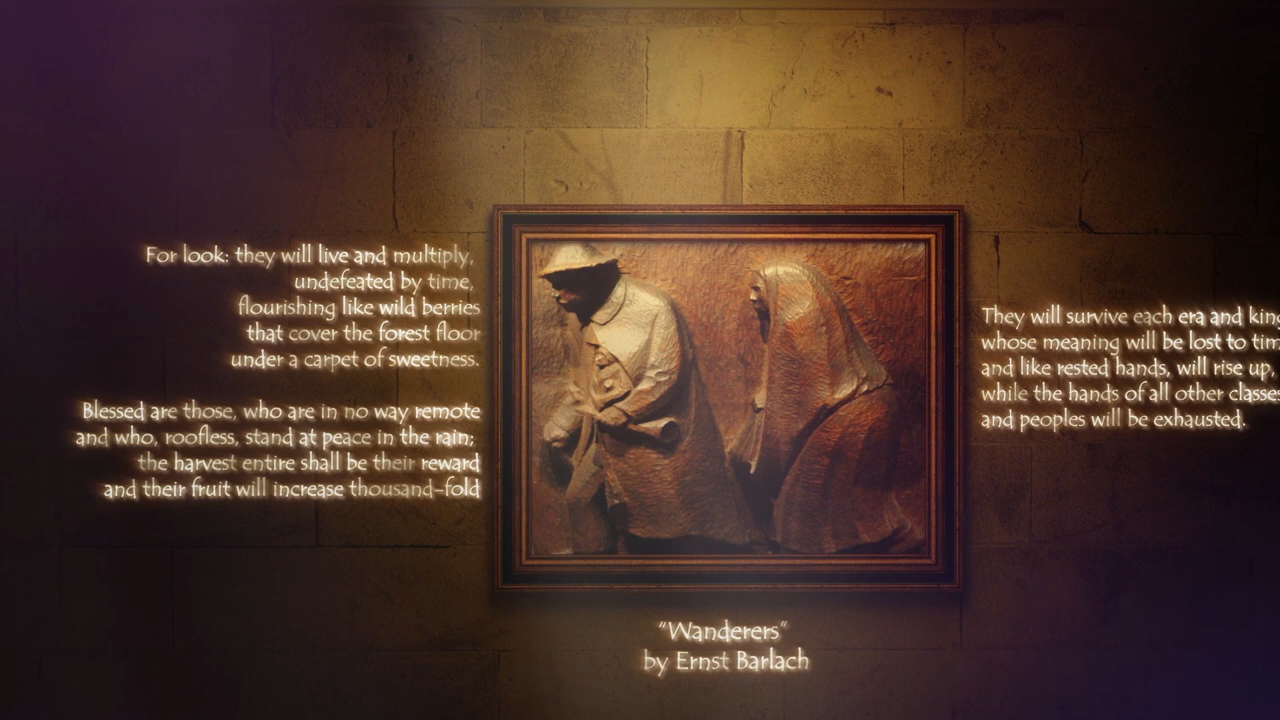 For look: they will live and multiply,
undefeated by time,
flourishing like wild berries
that cover the forest floor
under a carpet of sweetness.
Blessed are those, who are in no way remote
and who, roofless, stand at peace in the rain;
the harvest entire shall be their reward
and their fruit will increase thousand-fold
They will survive each era and
whose meaning will be lost to
and like rested hands, will rise up,
while the hands of all other classes
and peoples will be exhausted.
"Wanderers"
by Ernst Barlach